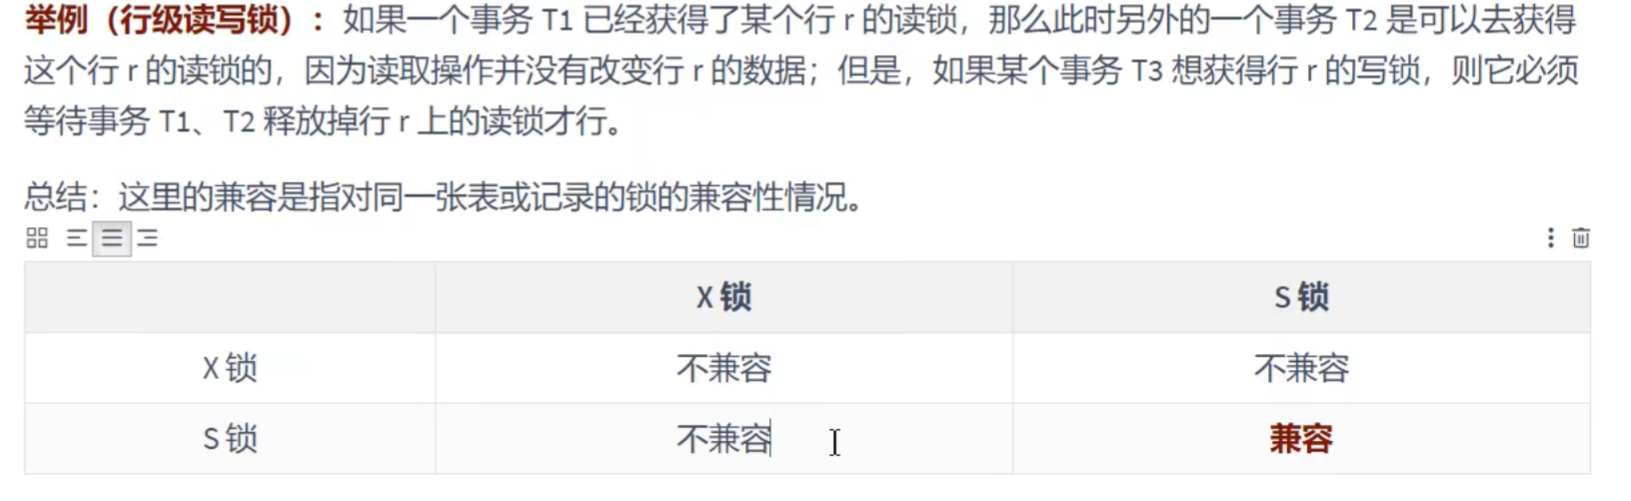 举例（行级读写锁）：如果一个事务 T1 已经获得了某个行 r 的读锁，那么此时另外的一个事务 T2 是可以去获得
这个行 r 的读锁的，因为读取操作并没有改变行 r 的数据；但是，如果某个事务 T3 想获得行 r 的写锁，则它必须
等待事务 T1、T2 释放掉行 r 上的读锁才行。
总结：这里的兼容是指对同一张表或记录的锁的兼容性情况。
X 锁 S 锁
X 锁 不兼容 不兼容
S 锁 不兼容 兼容